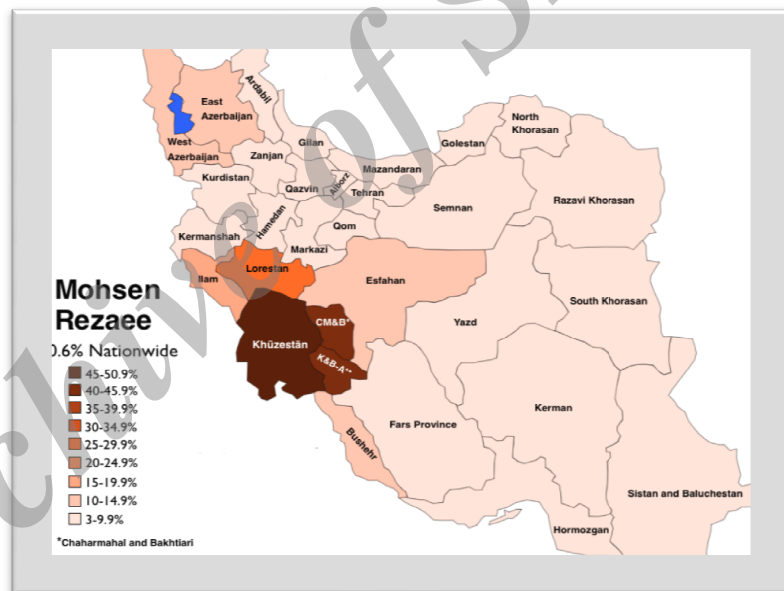 Archive of S
Ardabil
East
Azerbaijan
West
Azerbaijan
Zanjan
Gilan
Kurdistan
Qazvin
Alborz
Tehran
Mazandaran
Golestan
North
Khorasan
Razavi Khorasan
Semnan
Hamedan
Qom
Markazi
Kermanshah
Lorestan
Ilam
Esfahan
CM&B*
K&B-A**
Khūzestān
Yazd
South Khorasan
Kerman
Fars Province
Bushehr
Sistan and Baluchestan
Hormozgan
Mohsen
Rezaee
0.6% Nationwide
45-50.9%
40-45.9%
35-39.9%
30-34.9%
25-29.9%
20-24.9%
15-19.9%
10-14.9%
3-9.9%
*Chaharmahal and Bakhtiari